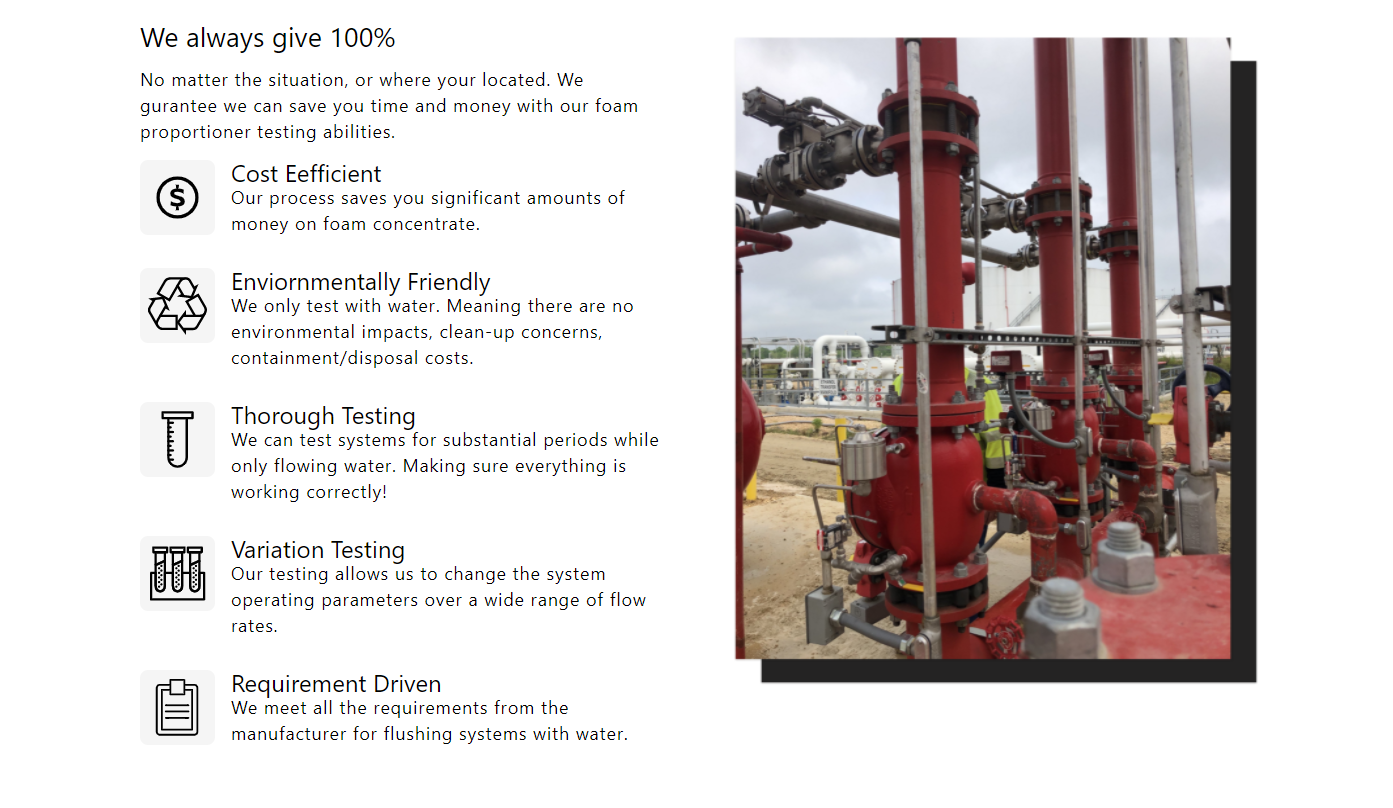 We always give 100%
No matter the situation, or where your located. We
gurantee we can save you time and money with our foam
proportioner testing abilities.
Cost Eefficient
Our process saves you significant amounts of
money on foam concentrate.
Enviornmentally Friendly
We only test with water. Meaning there are no
environmental impacts, clean-up concerns,
containment/disposal costs.
Thorough Testing
We can test systems for substantial periods while
only flowing water. Making sure everything is
working correctly!
Variation Testing
Our testing allows us to change the system
operating parameters over a wide range of flow
rates.
Requirement Driven
We meet all the requirements from the
manufacturer for flushing systems with water.